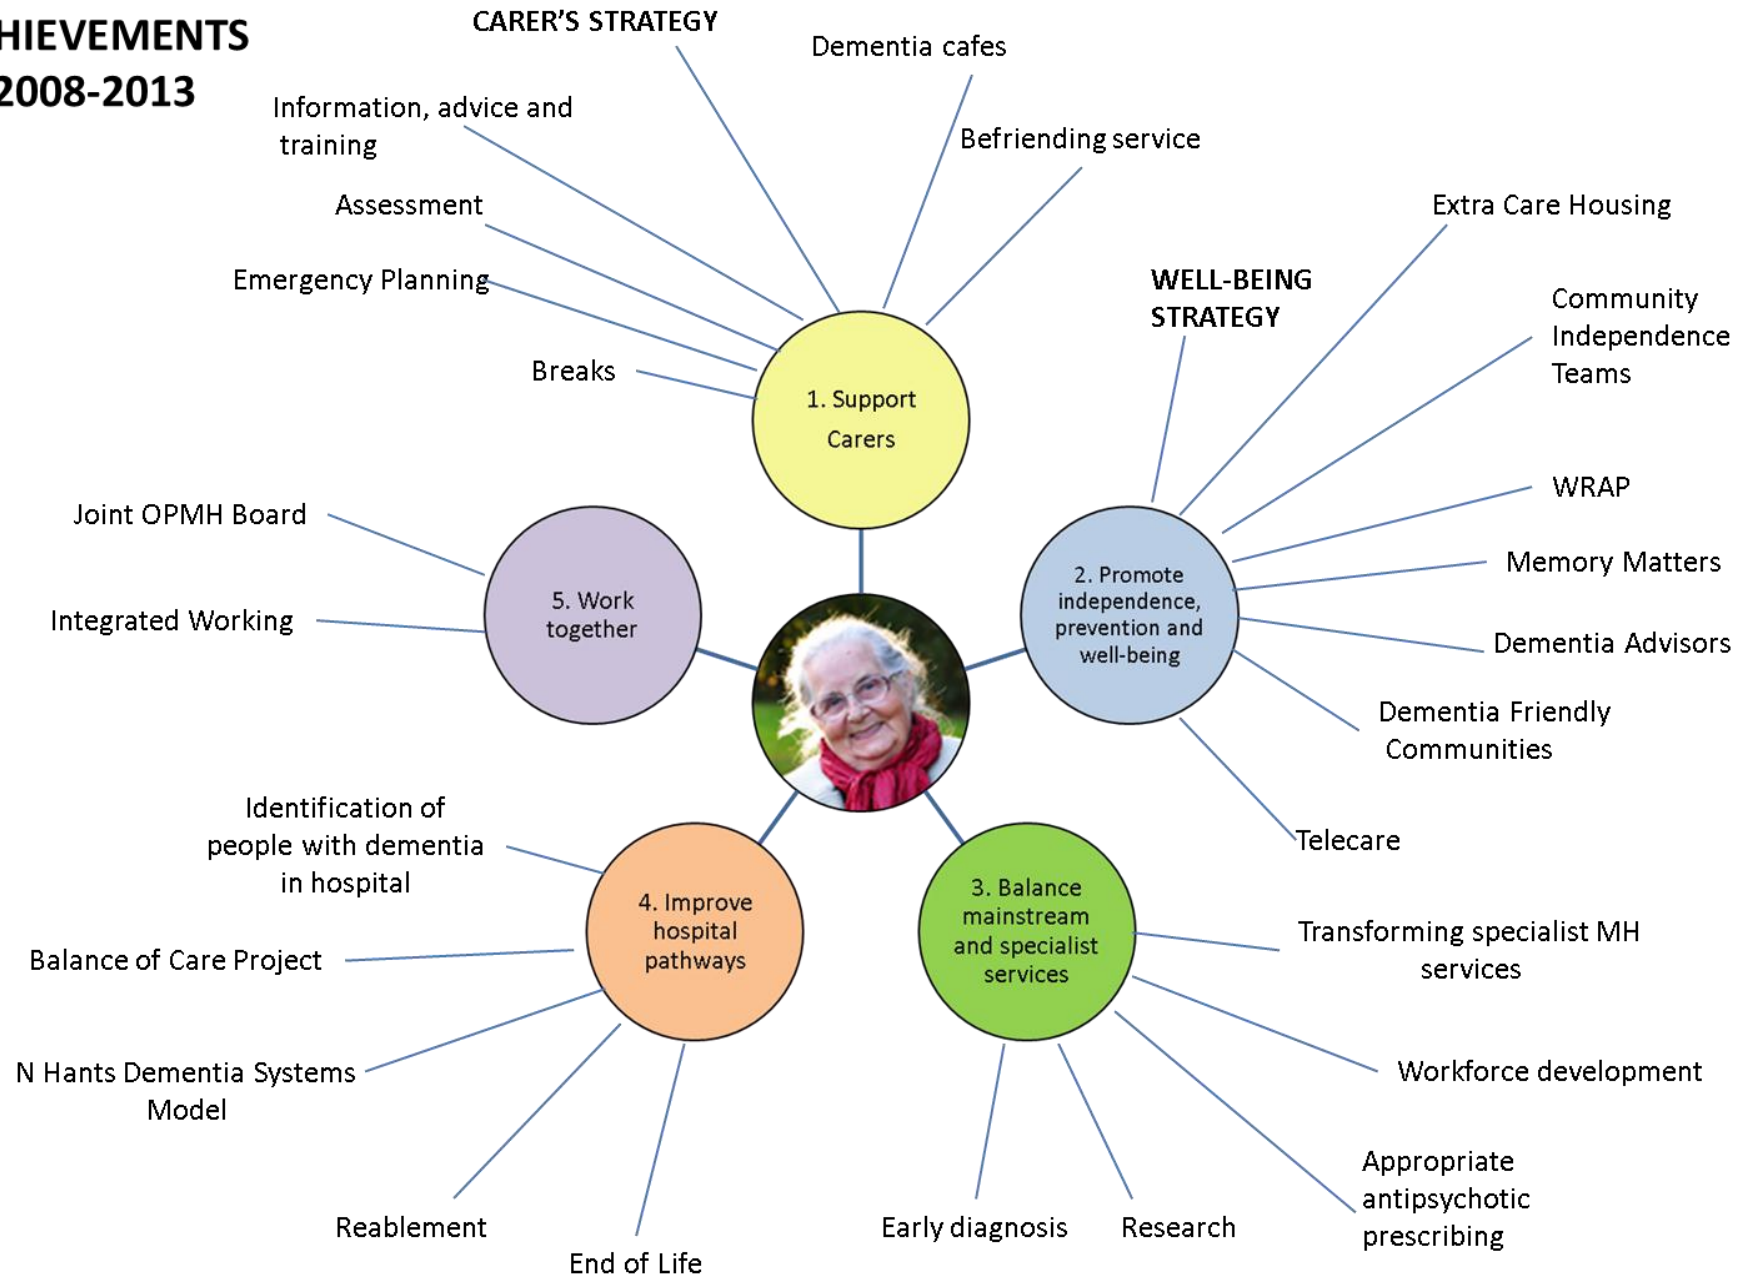 HIEVEMENTS
2008-2013
CARER'S STRATEGY
Dementia cafes
Information, advice and
training
Befriending service
Assessment
Emergency Planning
Breaks
1. Support
Carers
Extra Care Housing
WELL-BEING
STRATEGY
Community
Independence
Teams
WRAP
Memory Matters
Dementia Advisors
Dementia Friendly
Communities
Telecare
2. Promote
independence,
prevention and
well-being
Joint OPMH Board
Integrated Working
5. Work
together
Identification of
people with dementia
in hospital
Balance of Care Project
N Hants Dementia Systems
Model
Reablement
End of Life
4. Improve
hospital
pathways
3. Balance
mainstream
and specialist
services
Transforming specialist MH
services
Workforce development
Appropriate
antipsychotic
prescribing
Early diagnosis
Research